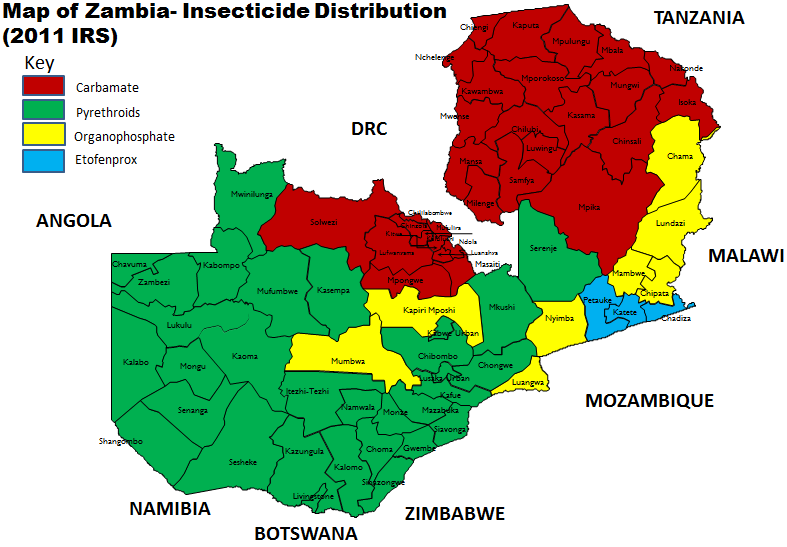 Map of Zambia- Insecticide Distribution
(2011 IRS)
Key
Carbamate
Pyrethroids
Organophosphate
Etofenprox
TANZANIA
DRC
ANGOLA
MALAWI
MOZAMBIQUE
NAMIBIA
BOTSWANA
ZIMBABWE
Chiengi
Kaputa
Mpulungu
Mbala
Nchelenge
Nakonde
Mporokoso
Mungwi
Kawambwa
Isoka
Mwense
Kasama
Chilubi
Luwingu
Chinsali
Mansa
Samfya
Milenge
Mpika
Chama
Lundazi
Mambwe
Chipata
Petauke
Katete
Chadiza
Nyimba
Serenje
Mwinilunga
Solwezi
Chililabombwe
Mufulira
Ndola
Luanshya
Masaiti
Lufwanyama
Mpongwe
Chavuma
Zambezi
Kabompo
Mufumbwe
Kasempa
Kapiri Mposhi
Mkushi
Kabwe Urban
Lukulu
Kalabo
Mongu
Kaoma
Mumbwa
Chibombo
Chongwe
Lusaka Urban
Luangwa
Kafue
Itezhi-Tezhi
Namwala
Monze
Mazabuka
Siavonga
Senanga
Shangombo
Sesheke
Kazungula
Choma
Gwembe
Kalomo
Sinazongwe
Livingstone